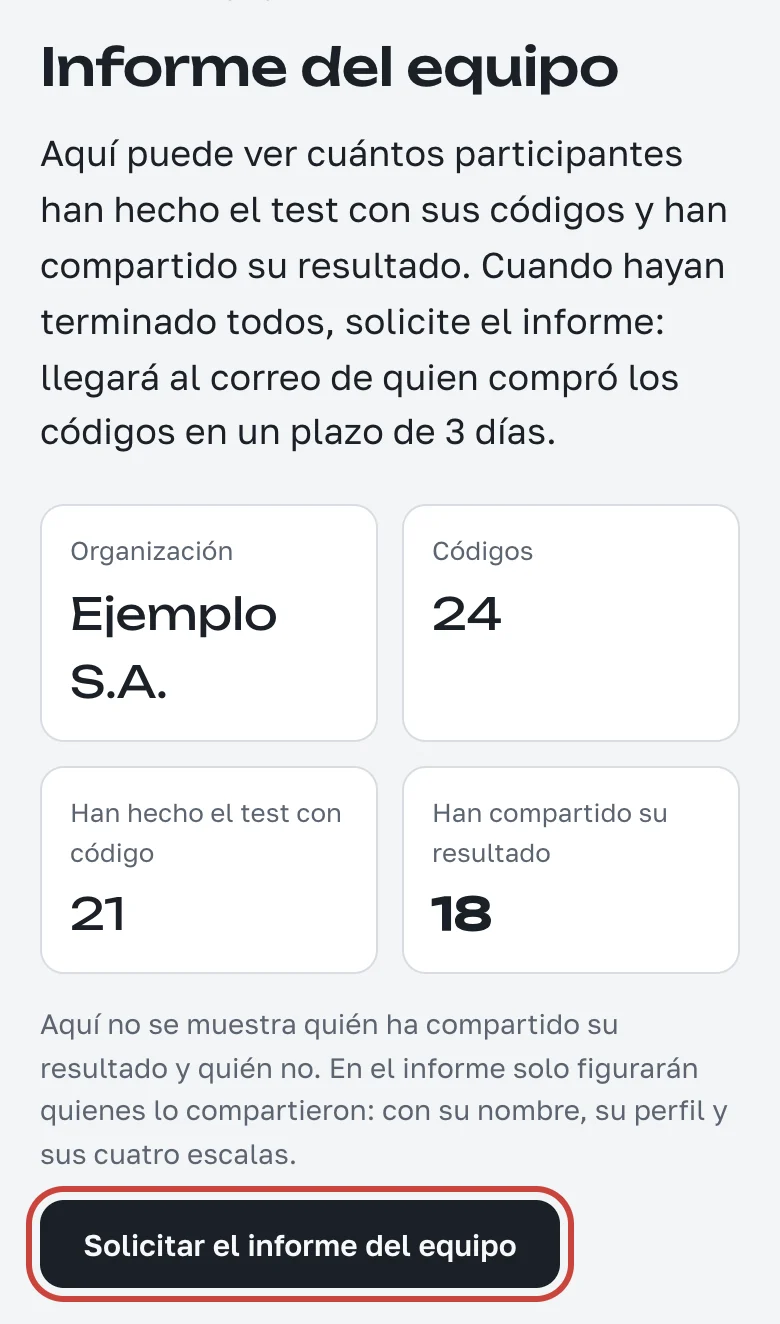 Informe del equipo
Aquí puede ver cuántos participantes
han hecho el test con sus códigos y han
compartido su resultado. Cuando hayan
terminado todos, solicite el informe:
llegará al correo de quien compró los
códigos en un plazo de 3 días.
Organización
Ejemplo
S.A.
Códigos
24
Han hecho el test con
código
21
Han compartido su
resultado
18
Aquí no se muestra quién ha compartido su
resultado y quién no. En el informe solo figurarán
quienes lo compartieron: con su nombre, su perfil y
sus cuatro escalas.
Solicitar el informe del equipo